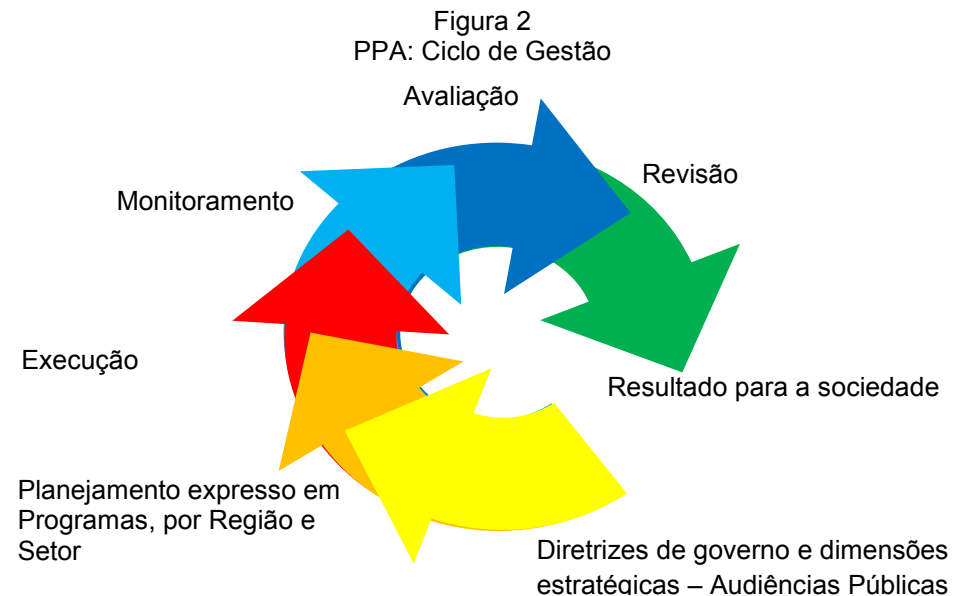 Figura 2
PPA: Ciclo de Gestão
Avaliação
Revisão
Monitoramento
Execução
Resultado para a sociedade
Planejamento expresso em
Programas, por Região e
Setor
Diretrizes de governo e dimensões
estratégicas – Audiências Públicas